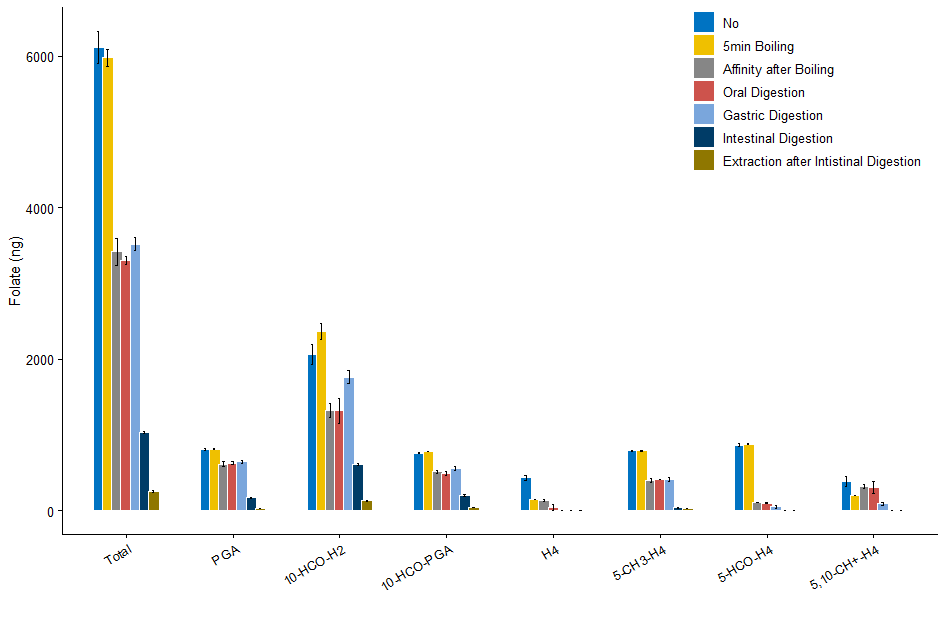 No
5min Boiling
Affinity after Boiling
Oral Digestion
Gastric Digestion
Intestinal Digestion
Extraction after Intistinal Digestion
Folate (ng)
6000
4000
2000
0
Total
PGA
10-HCO-H2
10-HCO-PGA
H4
5-CH3-H4
5-HCO-H4
5,10-CH+-H4